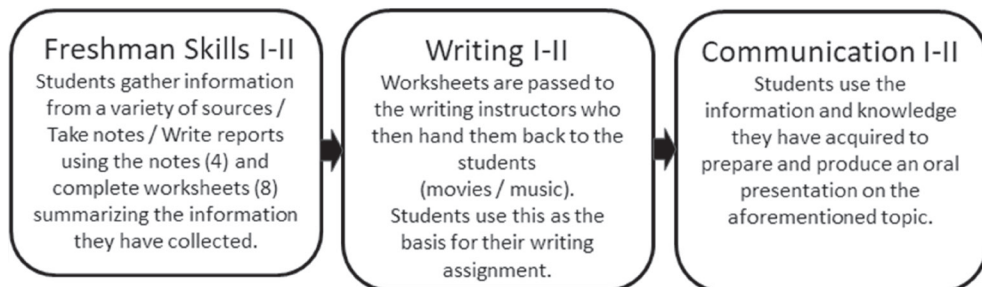 Freshman Skills I-II
Students gather information
from a variety of sources /
Take notes / Write reports
using the notes (4) and
complete worksheets (8)
summarizing the information
they have collected.
Writing I-II
Worksheets are passed to
the writing instructors who
then hand them back to the
students
(movies / music).
Students use this as the
basis for their writing
assignment.
Communication I-II
Students use the
information and knowledge
they have acquired to
prepare and produce an oral
presentation on the
aforementioned topic.